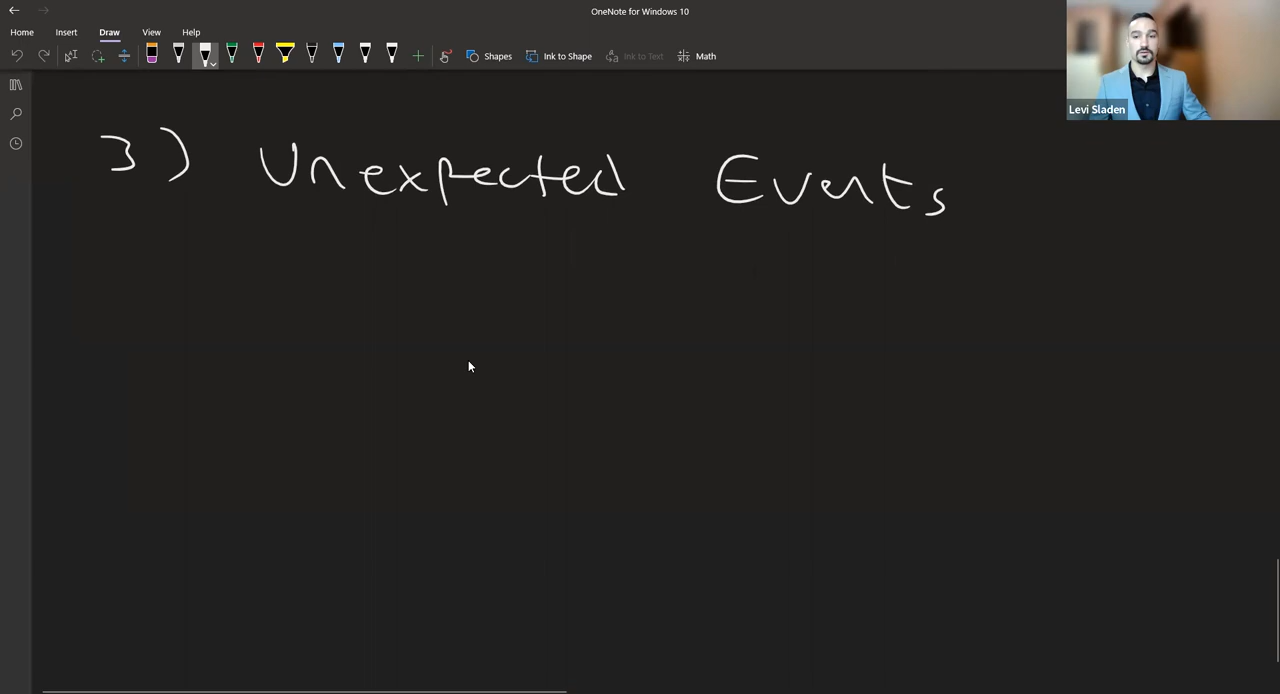 OneNote for Windows 10
Home Insert Draw View Help
Shapes Ink to Shape Ink to Text Math
Levi Sladen
3) Unexpected Events